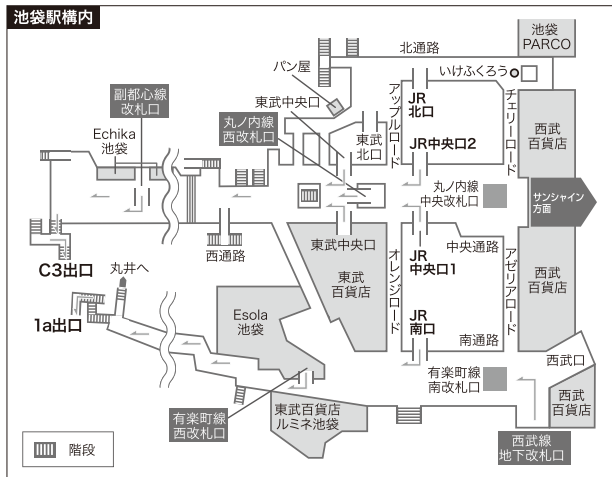 池袋駅構内
池袋
PARCO
北通路
いけふくろう
パン屋
副都心線
改札口
東武中央口
アップルロード
JR
北口
チェリーロード
丸ノ内線
西改札口
Echika
池袋
東武
北口
JR中央口2
西武
百貨店
丸ノ内線
中央改札口
サンシャイン
方面
西通路
東武中央口
中央通路
C3出口
丸井へ
東武
百貨店
オレンジロード
JR
中央口1
アゼリアロード
西武
百貨店
1a出口
Esola
池袋
JR
南口
南通路
西武口
有楽町線
南改札口
有楽町線
西改札口
東武百貨店
ルミネ池袋
西武
百貨店
西武線
地下改札口
階段